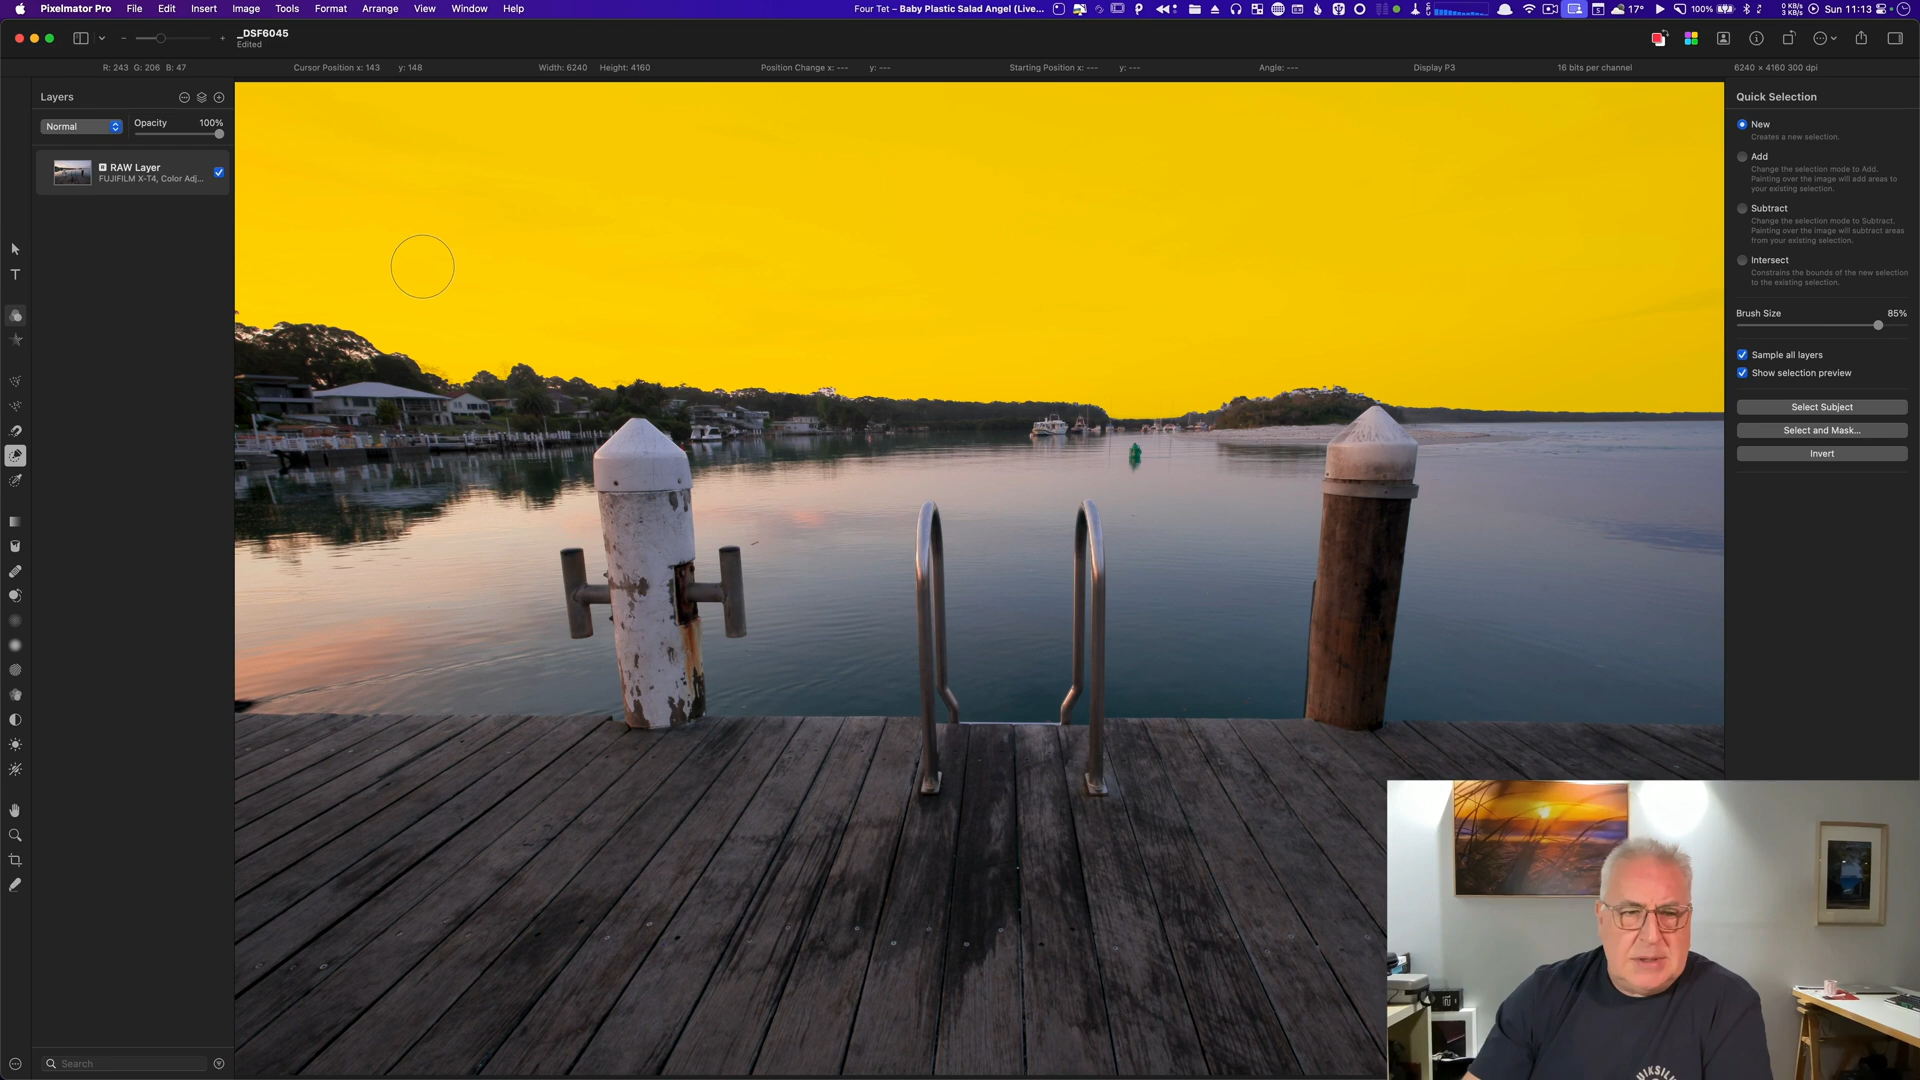 Pixelmator Pro File Edit Insert Image Tools Format Arrange View Window Help Four Tet – Baby Plastic Salad Angel (Live... 17° 100% 0 KB/s 3 KB/s Sun 11:13
_DSF6045
Edited
R: 243 G: 206 B: 47 Cursor Position x: 143 y: 148 Width: 6240 Height: 4160 Position Change x: --- y: --- Starting Position x: --- y: --- Angle: --- Display P3 16 bits per channel 6240 × 4160 300 dpi
Layers
Normal
Opacity 100%
RAW Layer
FUJIFILM X-T4, Color Adj...
Search
Quick Selection
New
Creates a new selection.
Add
Change the selection mode to Add.
Painting over the image will add areas to
your existing selection.
Subtract
Change the selection mode to Subtract.
Painting over the image will subtract areas
from your existing selection.
Intersect
Constrains the bounds of the new selection
to the existing selection.
Brush Size 85%
Sample all layers
Show selection preview
Select Subject
Select and Mask...
Invert